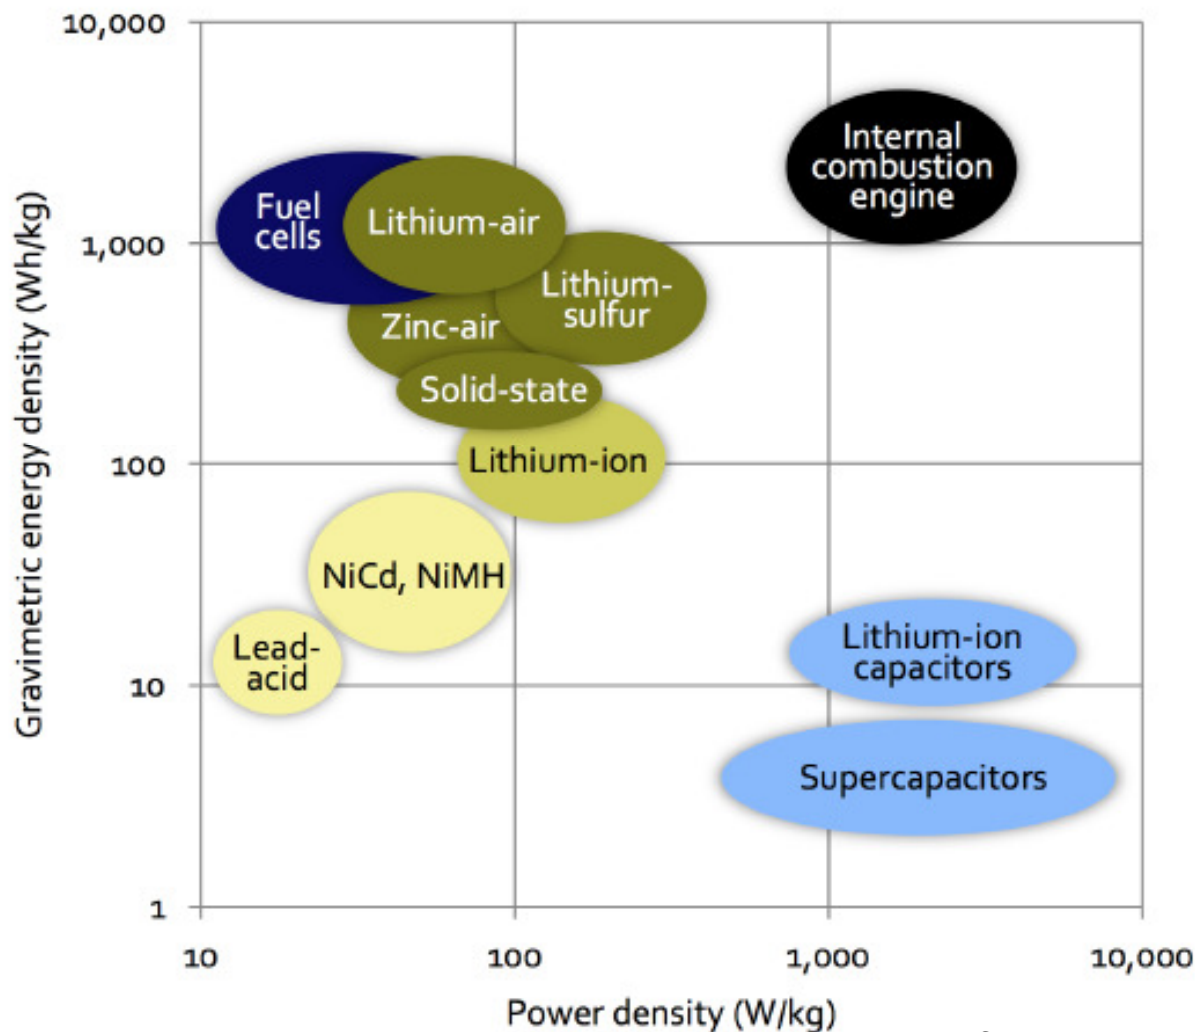 10,000
1,000
100
10
1
Gravimetric energy density (Wh/kg)
Internal
combustion
engine
Fuel
cells
Lithium-air
Lithium-
sulfur
Zinc-air
Solid-state
Lithium-ion
NiCd, NiMH
Lead-
acid
Lithium-ion
capacitors
Supercapacitors
10
100
1,000
10,000
Power density (W/kg)